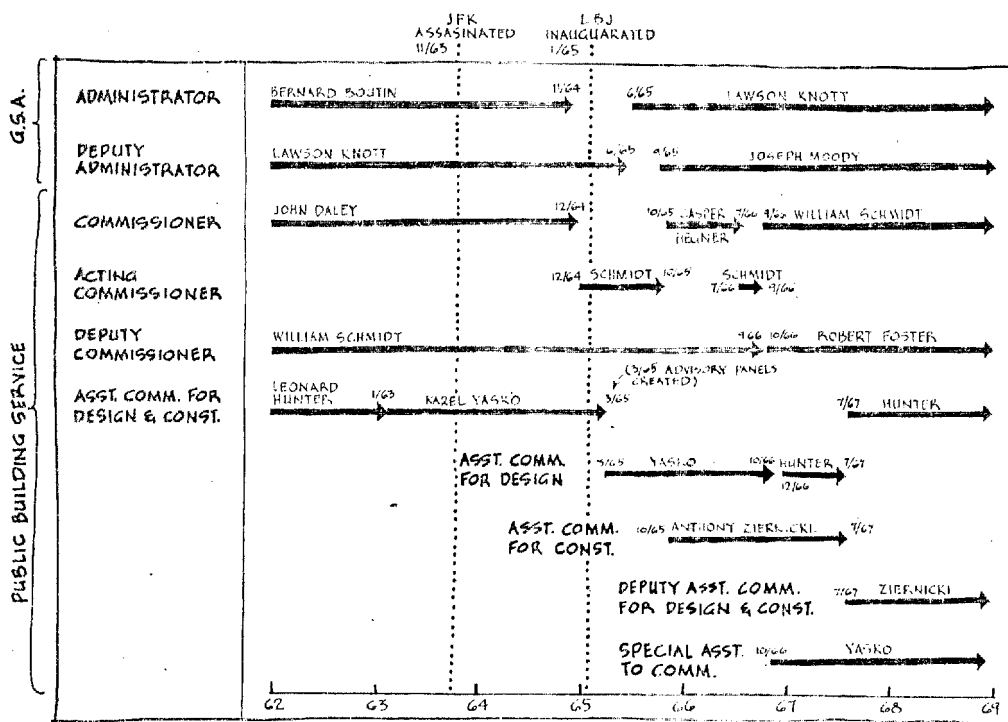 JFK
ASSASINATED
11/63
LBJ
INAUGARATED
1/65
G.S.A.
ADMINISTRATOR
BERNARD BOUTIN
11/64
6/65
LAWSON KNOTT
DEPUTY
ADMINISTRATOR
LAWSON KNOTT
6/65
9/65
JOSEPH MOODY
PUBLIC BUILDING SERVICE
COMMISSIONER
JOHN DALEY
12/64
10/65 CASPER 7/66
HEGNER
9/66 WILLIAM SCHMIDT
ACTING
COMMISSIONER
12/64 SCHMIDT 10/65
SCHMIDT
7/66
9/66
DEPUTY
COMMISSIONER
WILLIAM SCHMIDT
9/66
10/66
ROBERT FOSTER
(3/65 ADVISORY PANELS
CREATED)
ASST. COMM. FOR
DESIGN & CONST.
LEONARD
HUNTER
1/63
KAREL YASKO
3/65
7/67
HUNTER
ASST. COMM.
FOR DESIGN
3/65
YASKO
10/66
HUNTER
7/67
12/66
ASST. COMM.
FOR CONST.
10/65 ANTHONY ZIERNICKI
7/67
DEPUTY ASST. COMM.
FOR DESIGN & CONST.
7/67
ZIERNICKI
SPECIAL ASST.
TO COMM.
10/66
YASKO
62 63 64 65 66 67 68 69